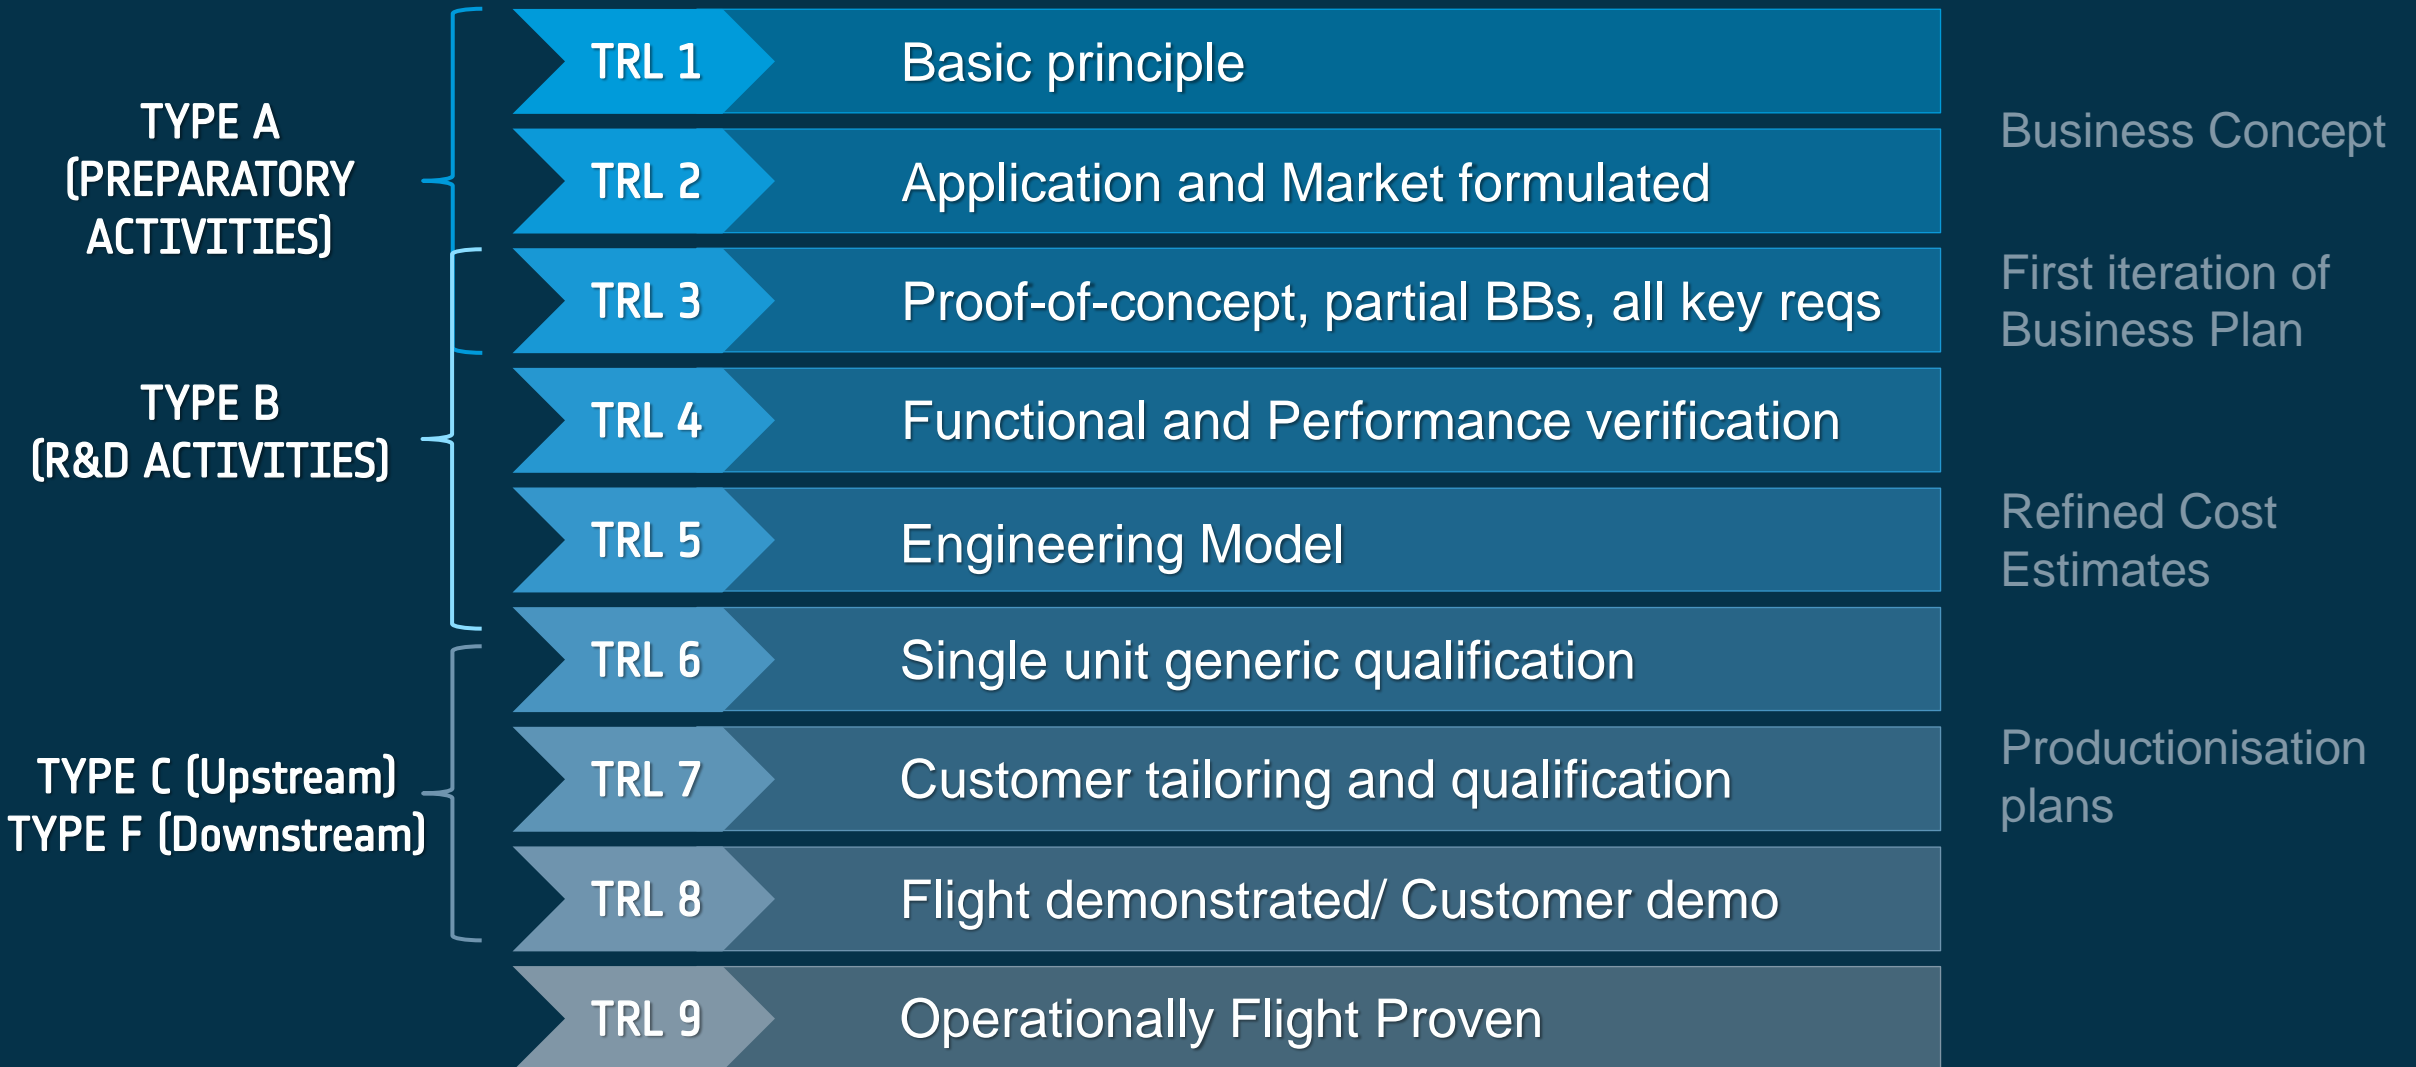 TYPE A
(PREPARATORY
ACTIVITIES)
TYPE B
(R&D ACTIVITIES)
TYPE C (Upstream)
TYPE F (Downstream)
TRL 1
Basic principle
TRL 2
Application and Market formulated
TRL 3
Proof-of-concept, partial BBs, all key reqs
TRL 4
Functional and Performance verification
TRL 5
Engineering Model
TRL 6
Single unit generic qualification
TRL 7
Customer tailoring and qualification
TRL 8
Flight demonstrated/ Customer demo
TRL 9
Operationally Flight Proven
Business Concept
First iteration of
Business Plan
Refined Cost
Estimates
Productionisation
plans